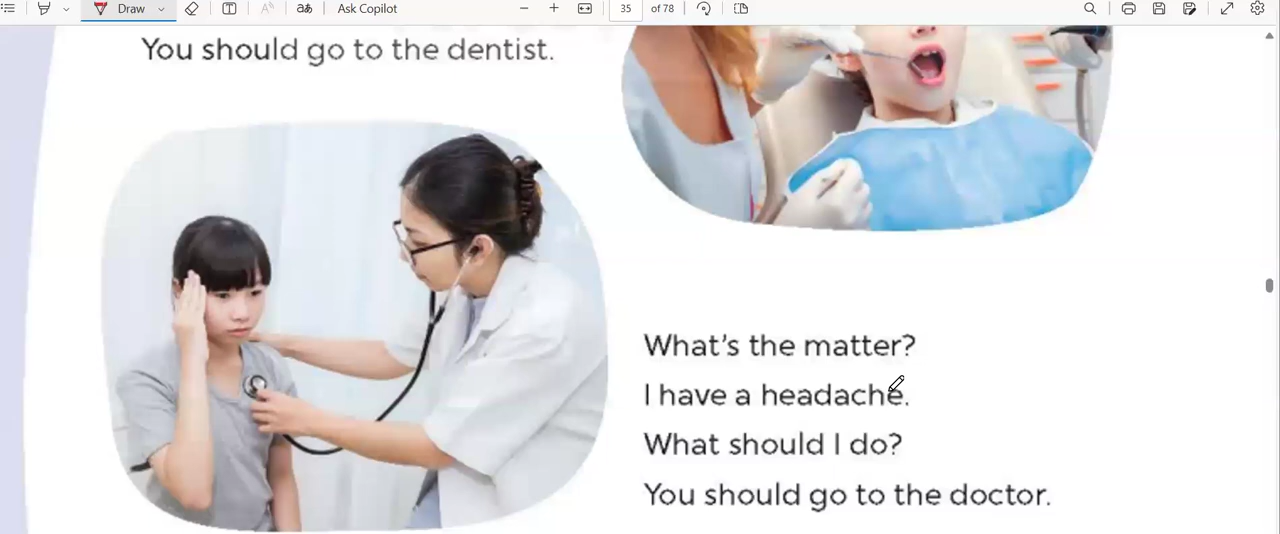 Draw
Ask Copilot
35 of 78
You should go to the dentist.
What's the matter?
I have a headache.
What should I do?
You should go to the doctor.